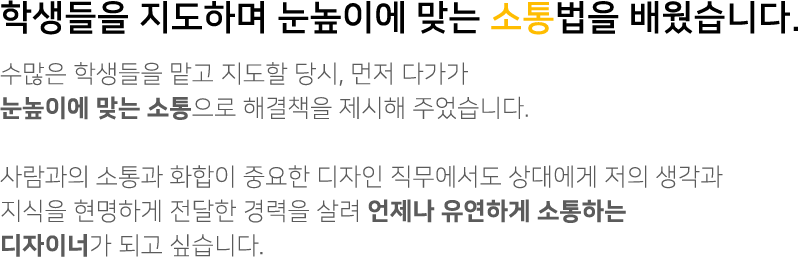 학생들을 지도하며 눈높이에 맞는 소통법을 배웠습니다.
수많은 학생들을 맡고 지도할 당시, 먼저 다가가
눈높이에 맞는 소통으로 해결책을 제시해 주었습니다.
사람과의 소통과 화합이 중요한 디자인 직무에서도 상대에게 저의 생각과
지식을 현명하게 전달한 경력을 살려 언제나 유연하게 소통하는
디자이너가 되고 싶습니다.